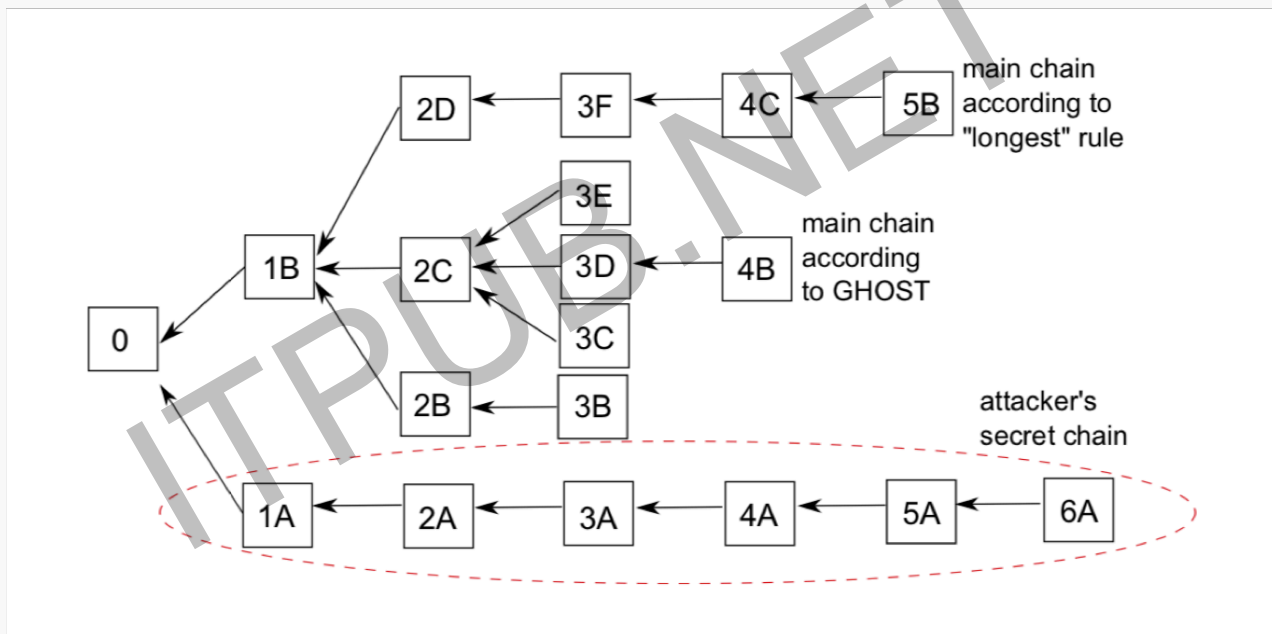 2D
3F
4C
5B
main chain
according to
"longest" rule
3E
1B
2C
3D
4B
main chain
according
to GHOST
0
3C
2B
3B
attacker's
secret chain
1A
2A
3A
4A
5A
6A
ITPUB.NET